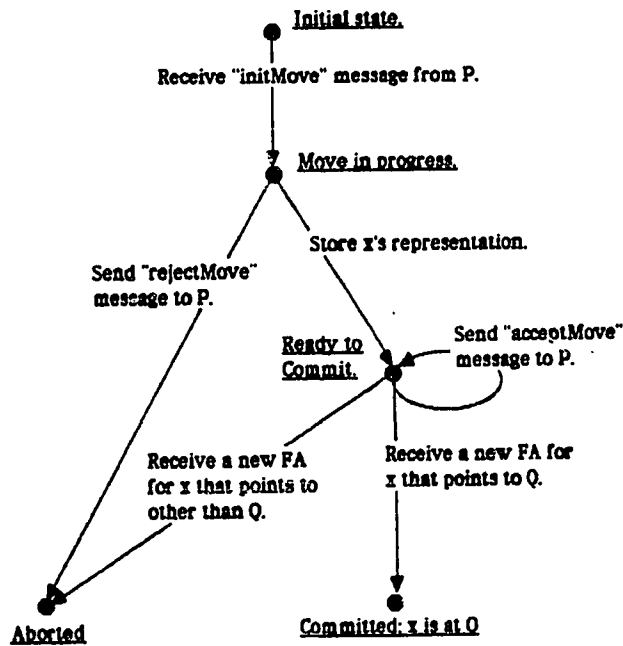 Initial state.
Receive "initMove" message from P.
Move in progress.
Store x's representation.
Send "rejectMove"
message to P.
Ready to
Commit.
Send "acceptMove"
message to P.
Receive a new FA
for x that points to
other than Q.
Receive a new FA for
x that points to Q.
Aborted
Committed; x is at Q